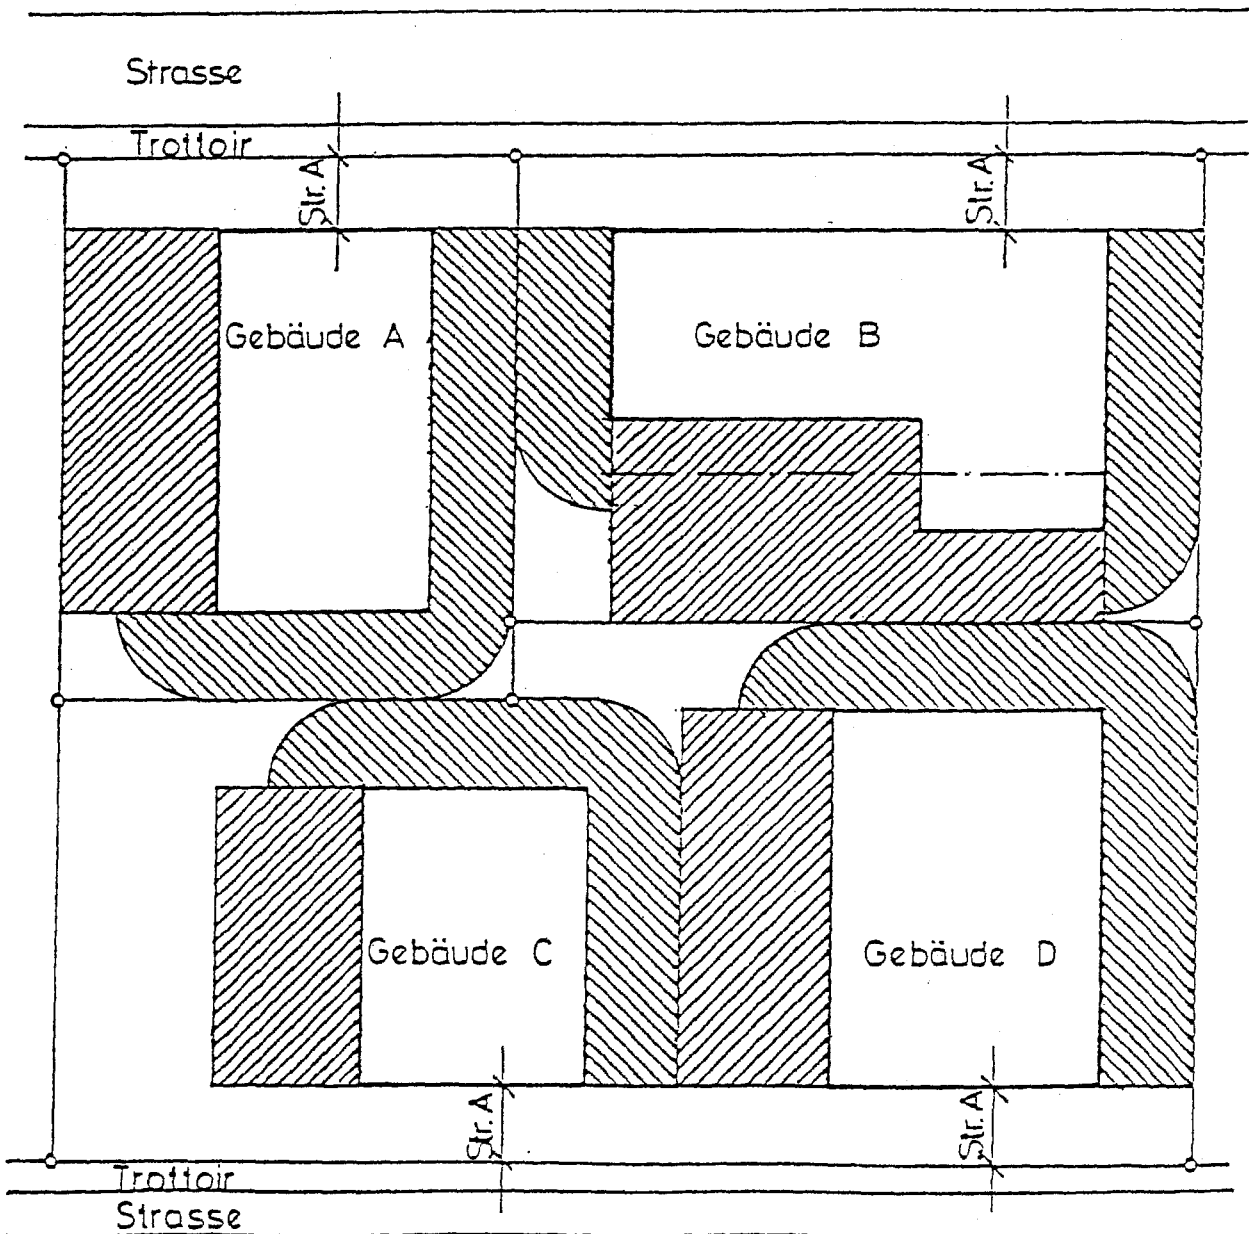 Strasse
Trottoir
Str. A
Str. A
Gebäude A
Gebäude B
Gebäude C
Gebäude D
Str. A
Str. A
Trottoir
Strasse